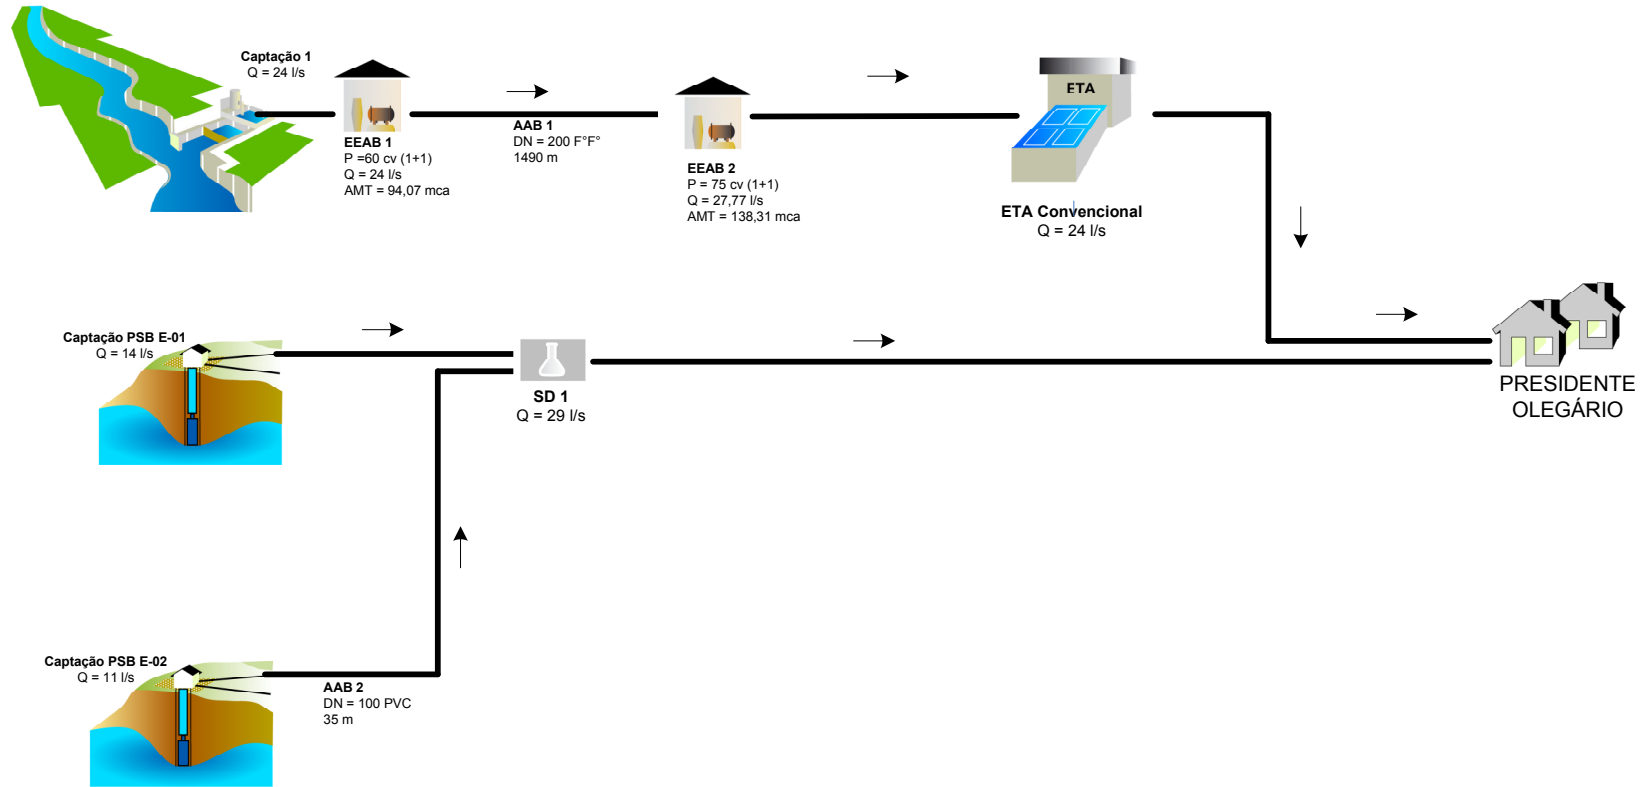 Captação 1
Q = 24 l/s
EEAB 1
P =60 cv (1+1)
Q = 24 l/s
AMT = 94,07 mca
AAB 1
DN = 200 F°F°
1490 m
EEAB 2
P = 75 cv (1+1)
Q = 27,77 l/s
AMT = 138,31 mca
ETA
ETA Convencional
Q = 24 l/s
Captação PSB E-01
Q = 14 l/s
SD 1
Q = 29 l/s
PRESIDENTE
OLEGÁRIO
Captação PSB E-02
Q = 11 l/s
AAB 2
DN = 100 PVC
35 m